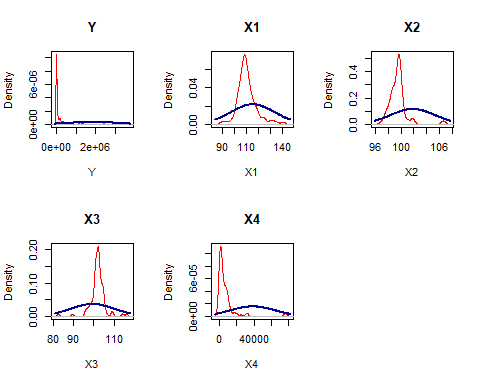 Y
X1
X2
Density
0e+00 6e-06
0e+00 2e+06
Y
Density
0.00 0.04
90 110 140
X1
Density
0.0 0.2 0.4
96 100 106
X2
X3
X4
Density
0.00 0.10 0.20
80 90 110
X3
Density
0e+00 6e-05
0 40000
X4